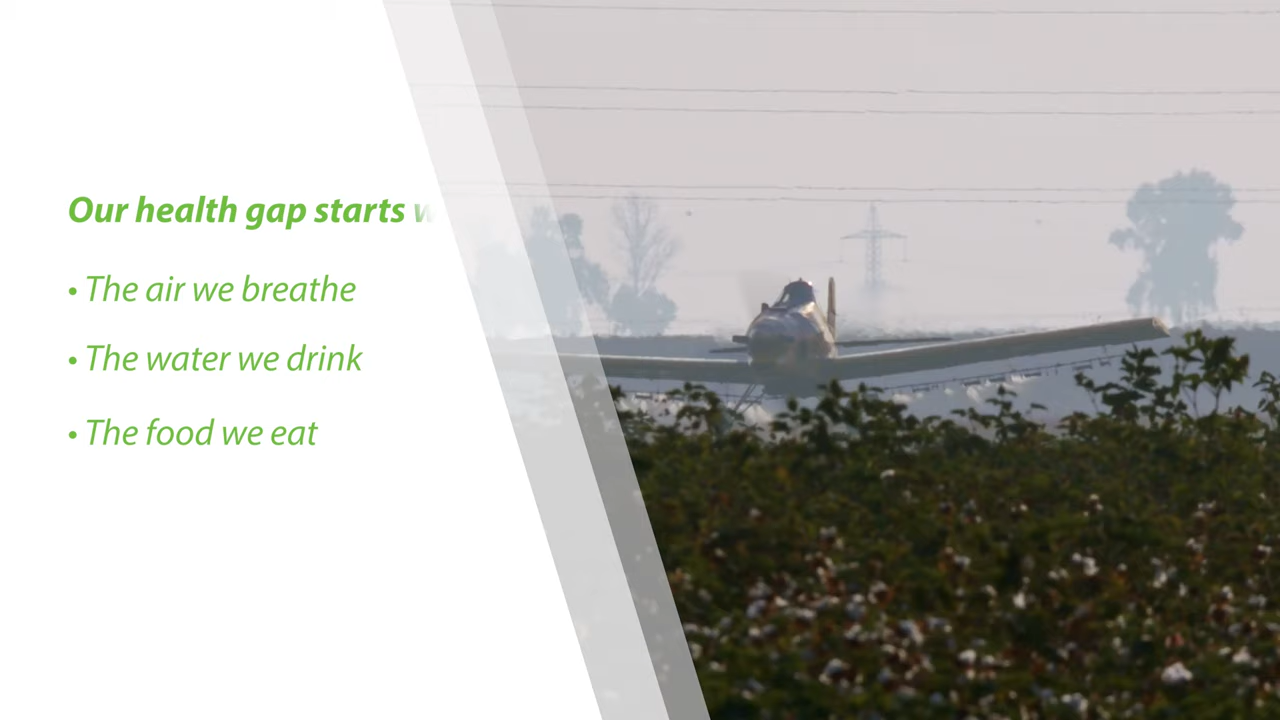 Our health gap starts
• The air we breathe
• The water we drink
• The food we eat